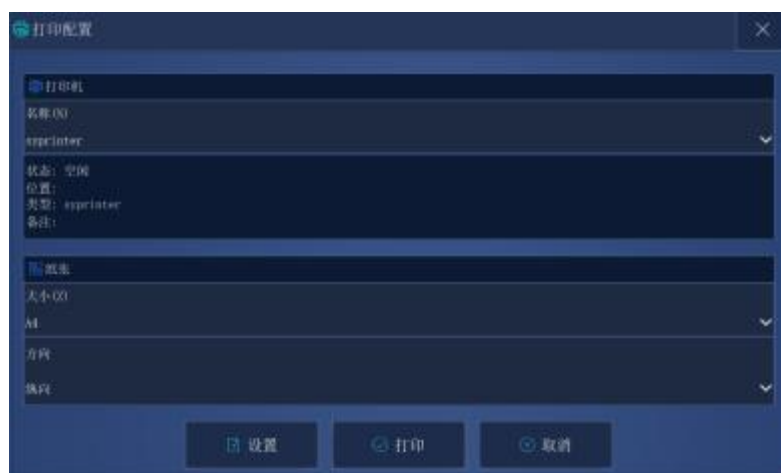 打印配置
打印机
名称(N)
syprinter
状态: 空闲
位置:
类型: syprinter
备注:
纸张
大小(Z)
A4
方向
纵向
设置
打印
取消